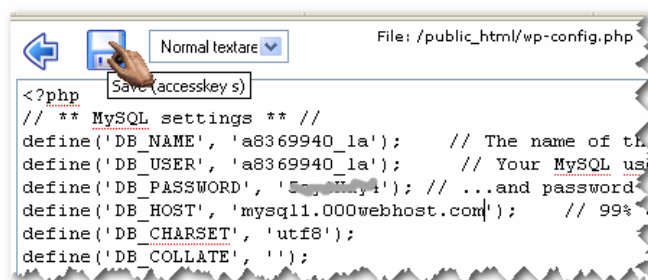 Normal textare
File: /public_html/wp-config.php
Save (accesskey s)
<?php
// ** MySQL settings ** //
define('DB_NAME', 'a8369940_la');    // The name of th
define('DB_USER', 'a8369940_la');    // Your MySQL us
define('DB_PASSWORD', ''); // ...and password
define('DB_HOST', 'mysql1.000webhost.com');    // 99%
define('DB_CHARSET', 'utf8');
define('DB_COLLATE', '');